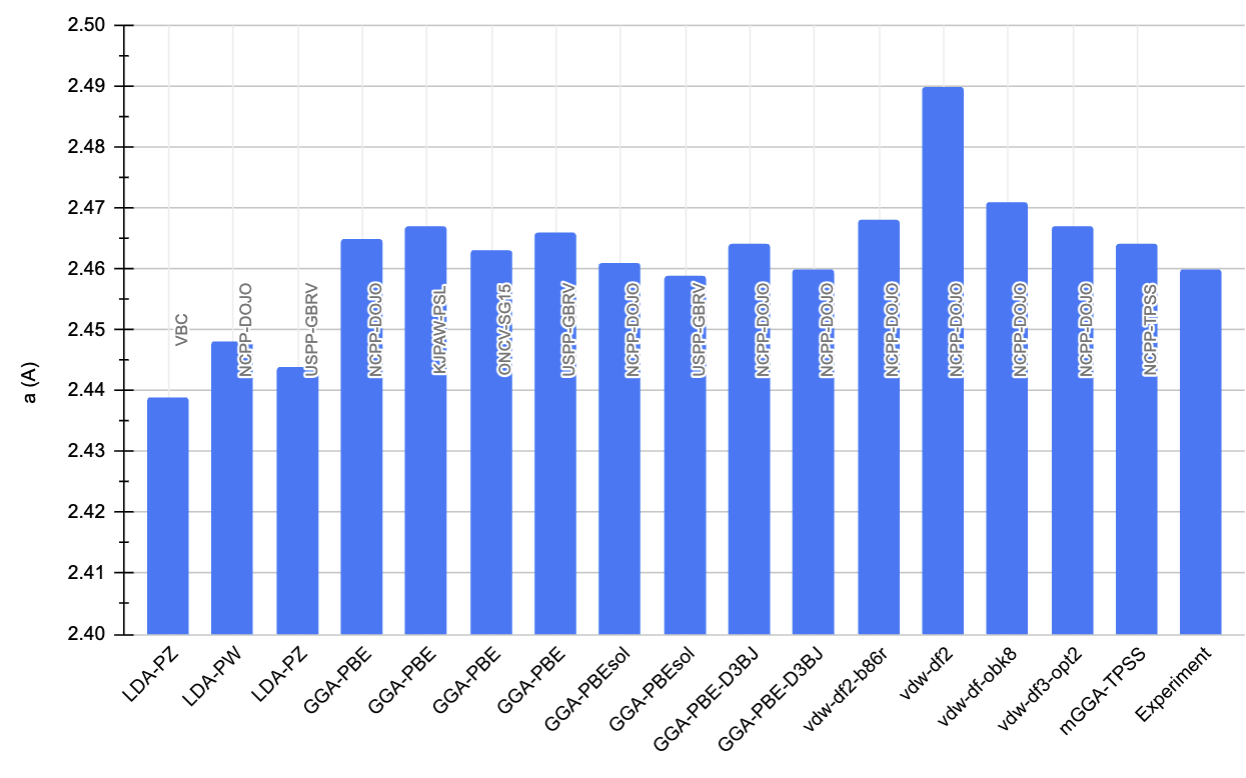 2.50
2.49
2.48
2.47
2.46
2.45
2.44
2.43
2.42
2.41
2.40
a (A)
VBC
NCPP-DOJO
USPP-GBRV
NCPP-DOJO
KJPAW-PSL
ONCV-SG15
USPP-GBRV
NCPP-DOJO
USPP-GBRV
NCPP-DOJO
NCPP-DOJO
NCPP-DOJO
NCPP-DOJO
NCPP-DOJO
NCPP-DOJO
NCPP-TPSS
LDA-PZ
LDA-PW
LDA-PZ
GGA-PBE
GGA-PBE
GGA-PBE
GGA-PBE
GGA-PBEsol
GGA-PBEsol
GGA-PBE-D3BJ
GGA-PBE-D3BJ
vdw-df2-b86r
vdw-df2
vdw-df-obk8
vdw-df3-opt2
mGGA-TPSS
Experiment